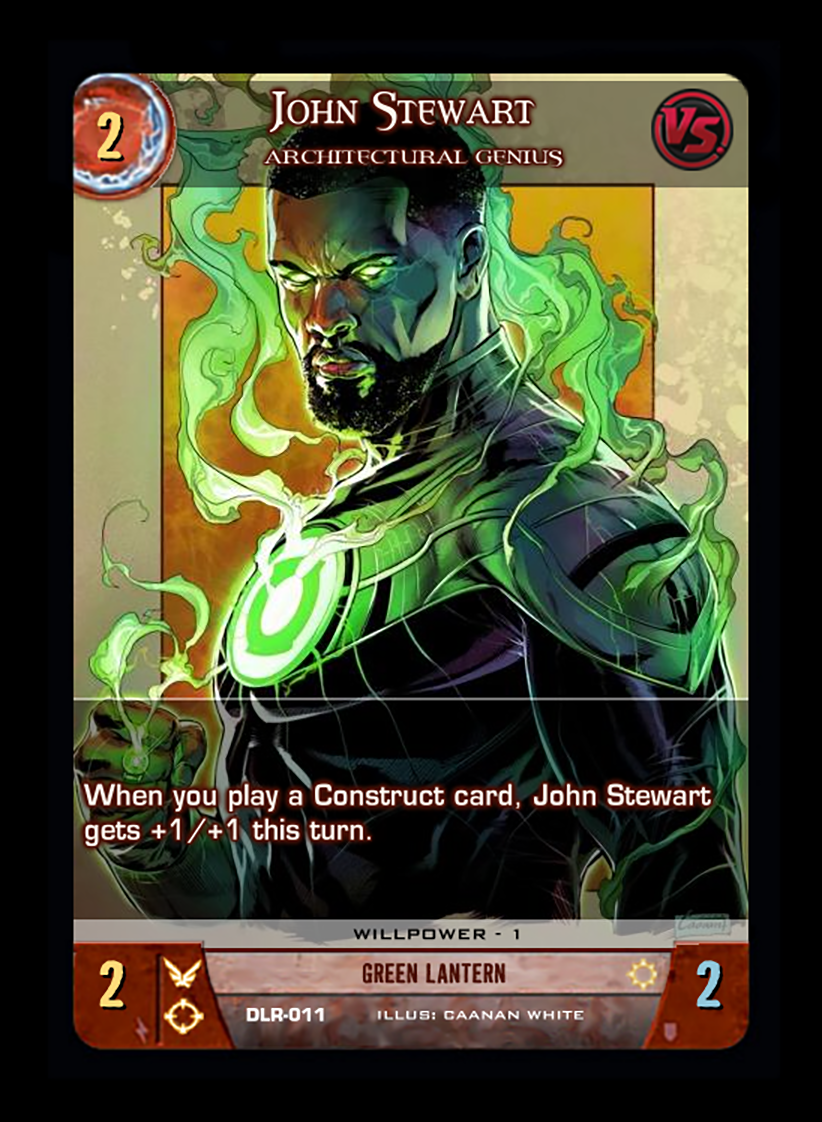 2
John Stewart
Architectural Genius
VS.
When you play a Construct card, John Stewart
gets +1/+1 this turn.
Willpower - 1
2
GREEN LANTERN
2
DLR-011
ILLUS: CAANAN WHITE